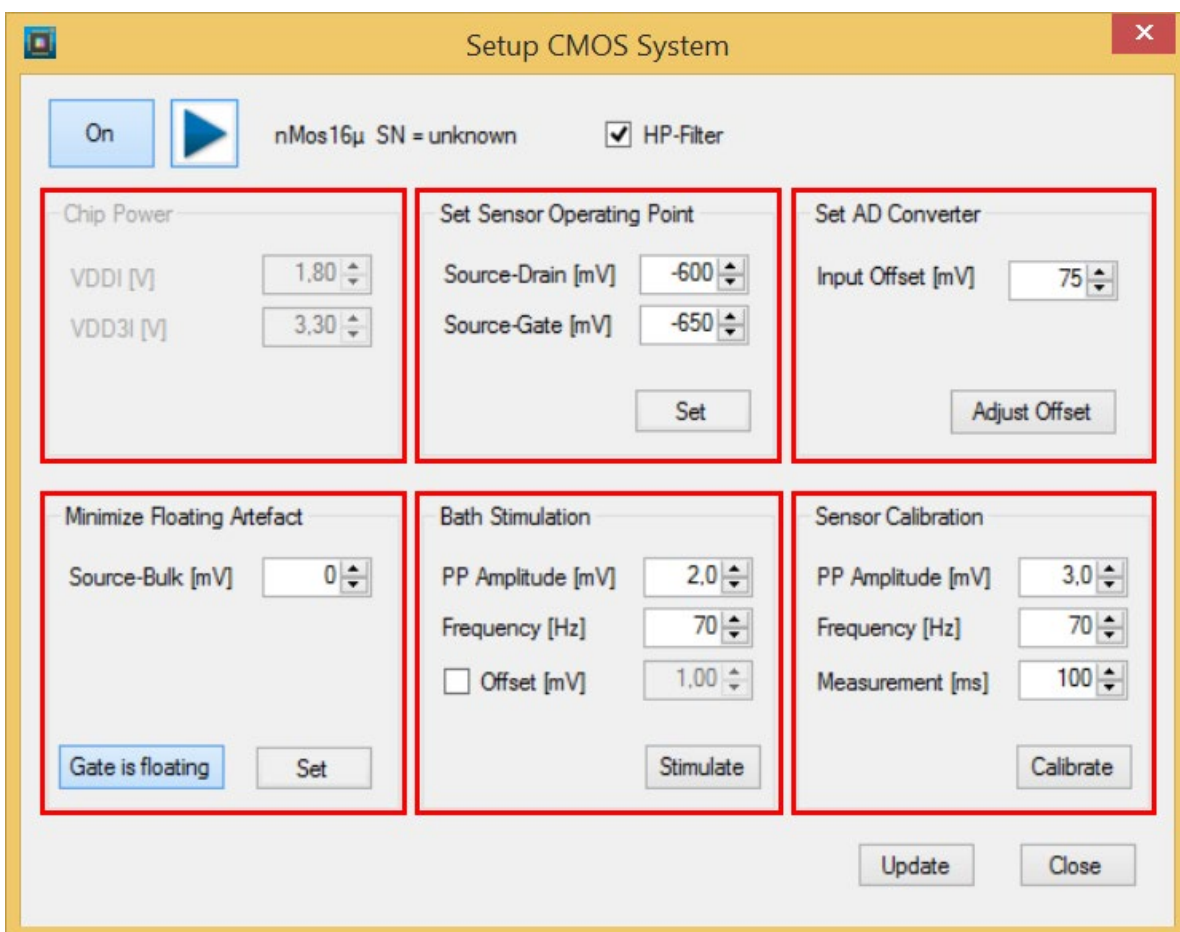 Setup CMOS System
On
nMos16µ SN = unknown
HP-Filter
Chip Power
VDDI [V] 1,80
VDD3I [V] 3,30
Set Sensor Operating Point
Source-Drain [mV] -600
Source-Gate [mV] -650
Set
Set AD Converter
Input Offset [mV] 75
Adjust Offset
Minimize Floating Artefact
Source-Bulk [mV] 0
Gate is floating Set
Bath Stimulation
PP Amplitude [mV] 2,0
Frequency [Hz] 70
Offset [mV] 1,00
Stimulate
Sensor Calibration
PP Amplitude [mV] 3,0
Frequency [Hz] 70
Measurement [ms] 100
Calibrate
Update Close